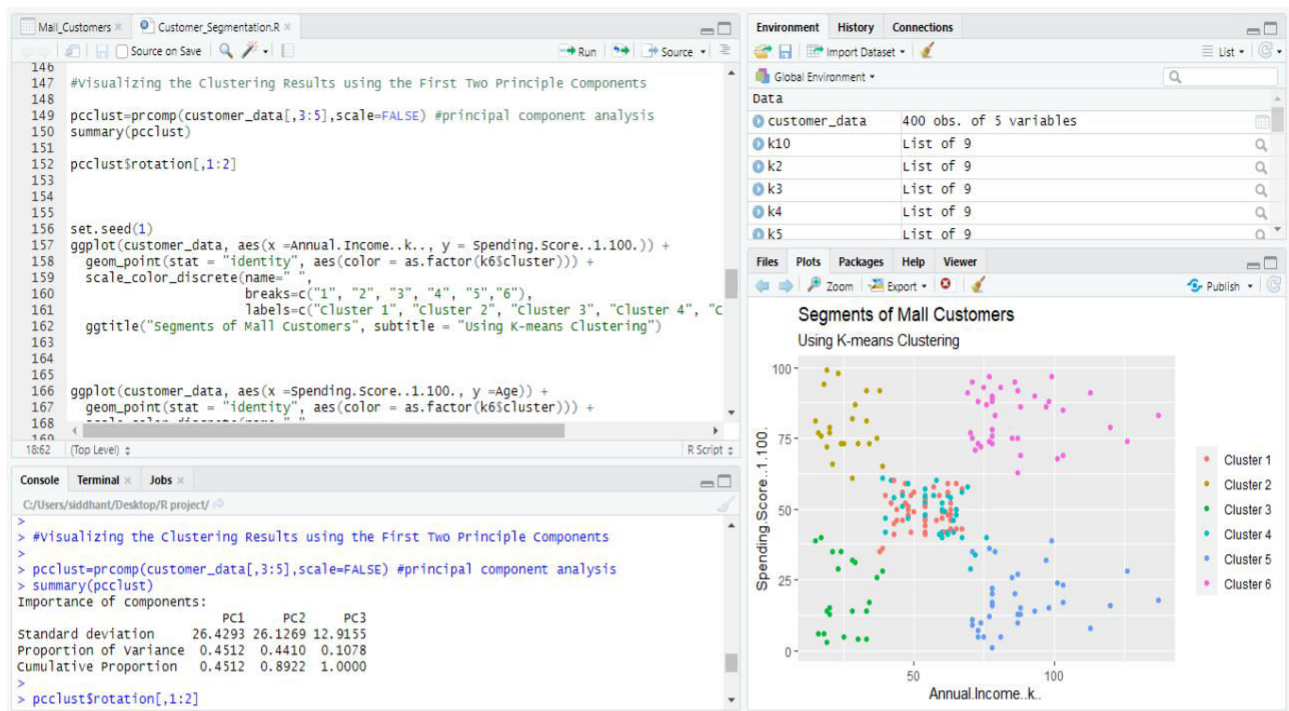 Mall_Customers × Customer_Segmentation.R ×
Source on Save Run Source
146
147 #Visualizing the Clustering Results using the First Two Principle Components
148
149 pcclust=prcomp(customer_data[,3:5],scale=FALSE) #principal component analysis
150 summary(pcclust)
151
152 pcclust$rotation[,1:2]
153
154
155
156 set.seed(1)
157 ggplot(customer_data, aes(x =Annual.Income..k.., y = Spending.Score..1.100.)) +
158 geom_point(stat = "identity", aes(color = as.factor(k6$cluster))) +
159 scale_color_discrete(name=" ",
160 breaks=c("1", "2", "3", "4", "5","6"),
161 labels=c("Cluster 1", "Cluster 2", "Cluster 3", "Cluster 4", "C
162 ggtitle("Segments of Mall Customers", subtitle = "Using K-means Clustering")
163
164
165
166 ggplot(customer_data, aes(x =Spending.Score..1.100., y =Age)) +
167 geom_point(stat = "identity", aes(color = as.factor(k6$cluster))) +
168
169
18:62 (Top Level) R Script
Console Terminal × Jobs ×
C:/Users/siddhant/Desktop/R project/
>
> #Visualizing the Clustering Results using the First Two Principle Components
>
> pcclust=prcomp(customer_data[,3:5],scale=FALSE) #principal component analysis
> summary(pcclust)
Importance of components:
PC1 PC2 PC3
Standard deviation 26.4293 26.1269 12.9155
Proportion of Variance 0.4512 0.4410 0.1078
Cumulative Proportion 0.4512 0.8922 1.0000
>
> pcclust$rotation[,1:2]
Environment History Connections
Import Dataset List
Global Environment
Data
customer_data 400 obs. of 5 variables
k10 List of 9
k2 List of 9
k3 List of 9
k4 List of 9
k5 List of 9
Files Plots Packages Help Viewer
Zoom Export Publish
Segments of Mall Customers
Using K-means Clustering
100
75
50
25
0
Spending.Score..1.100.
50 100
Annual.Income..k..
Cluster 1
Cluster 2
Cluster 3
Cluster 4
Cluster 5
Cluster 6